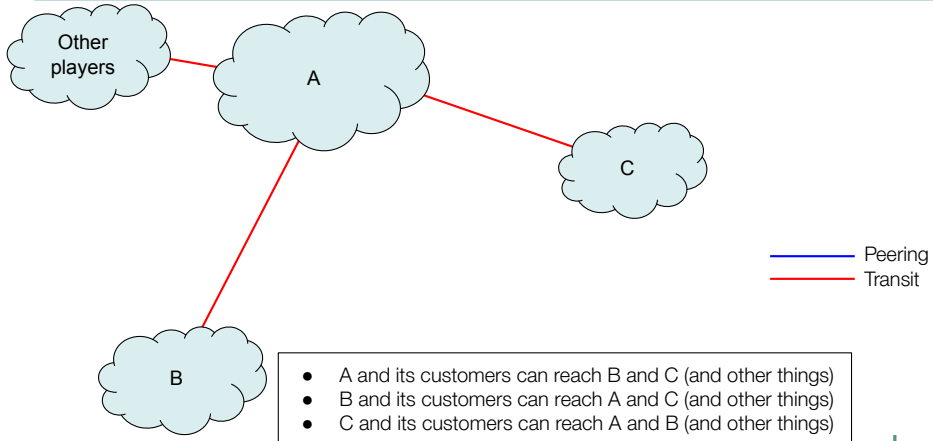 Other
players
A
C
Peering
Transit
B
● A and its customers can reach B and C (and other things)
● B and its customers can reach A and C (and other things)
● C and its customers can reach A and B (and other things)